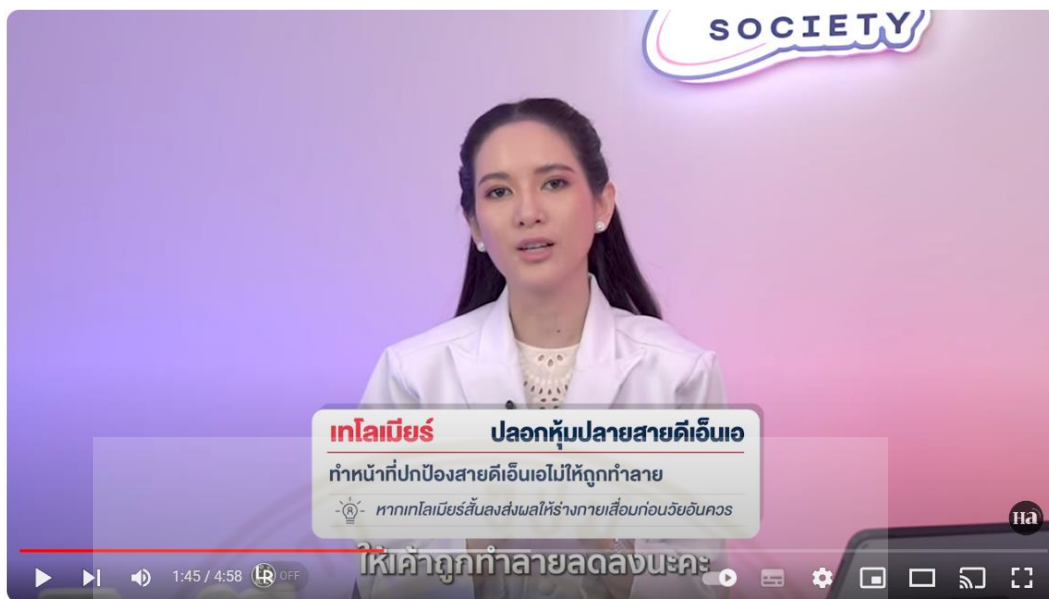 SOCIETY
เทโลเมียร์ ปลอกหุ้มปลายสายดีเอ็นเอ
ทำหน้าที่ปกป้องสายดีเอ็นเอไม่ให้ถูกทำลาย
หากเทโลเมียร์สั้นลงส่งผลให้ร่างกายเสื่อมก่อนวัยอันควร
Ha
ให้เค้าถูกทำลายลดลงนะคะ
1:45 / 4:58 LR OFF